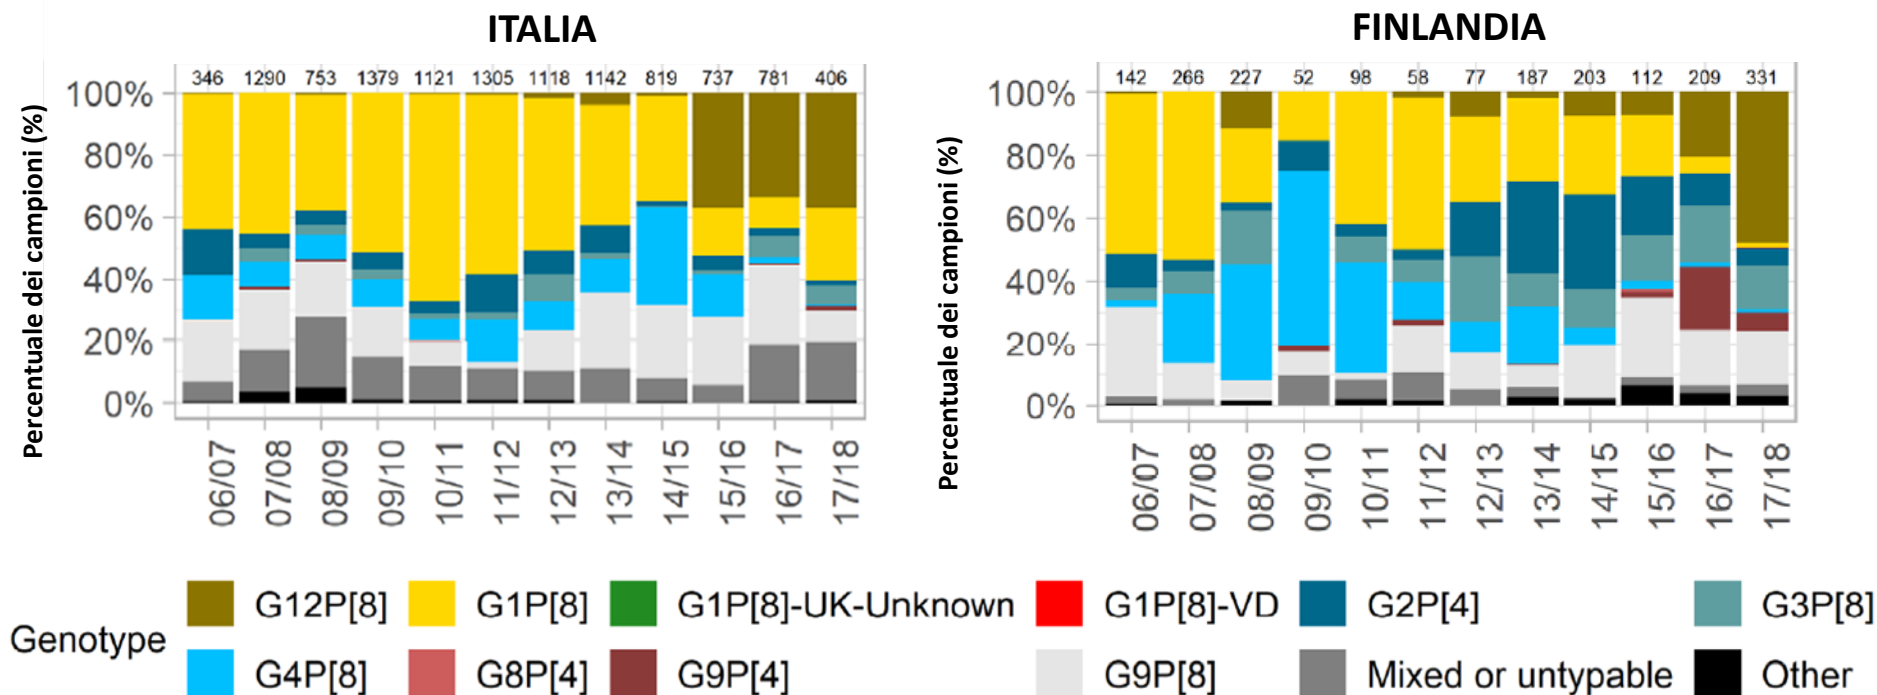 ITALIA
Percentuale dei campioni (%)
346 1290 753 1379 1121 1305 1118 1142 819 737 781 406
100%
80%
60%
40%
20%
0%
06/07 07/08 08/09 09/10 10/11 11/12 12/13 13/14 14/15 15/16 16/17 17/18
FINLANDIA
Percentuale dei campioni (%)
142 266 227 52 98 58 77 187 203 112 209 331
100%
80%
60%
40%
20%
0%
06/07 07/08 08/09 09/10 10/11 11/12 12/13 13/14 14/15 15/16 16/17 17/18
Genotype
G12P[8] G1P[8] G1P[8]-UK-Unknown G1P[8]-VD G2P[4] G3P[8]
G4P[8] G8P[4] G9P[4] G9P[8] Mixed or untypable Other